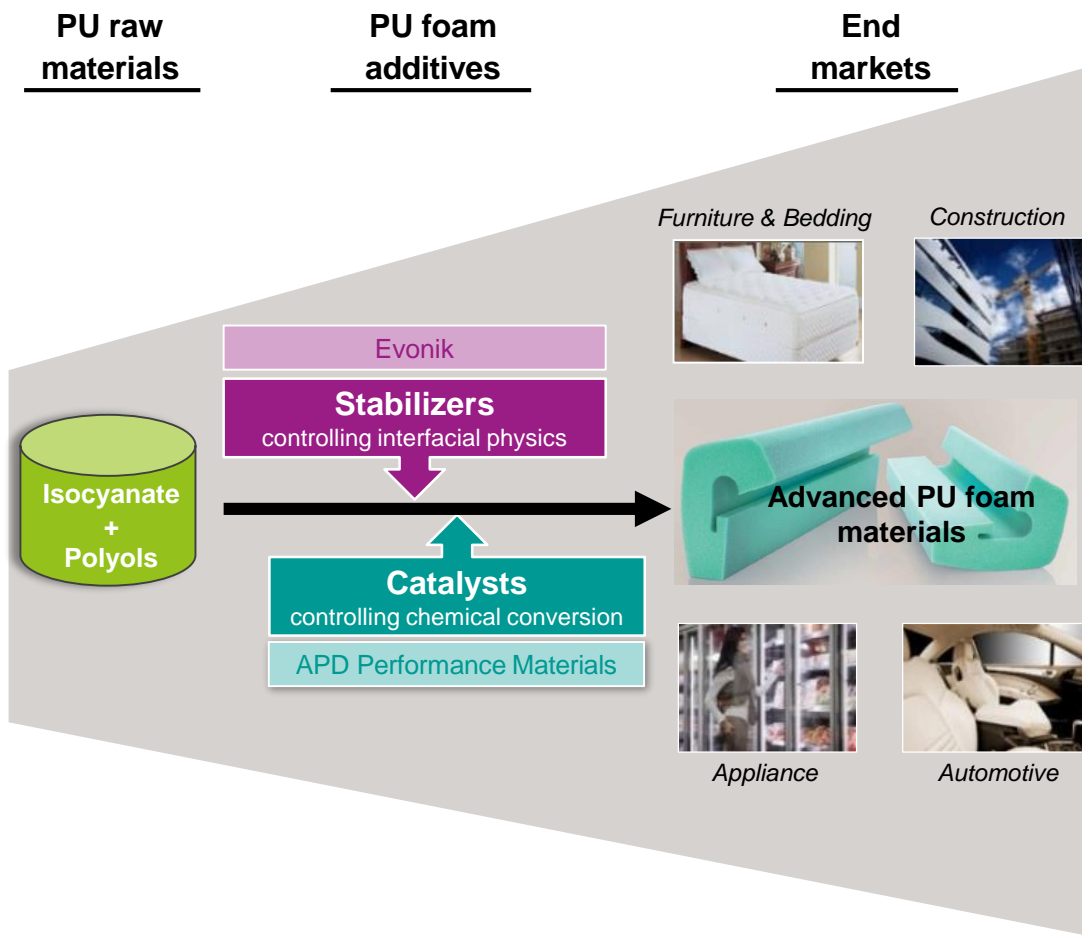 PU raw
materials
PU foam
additives
End
markets
Furniture & Bedding
Construction
Evonik
Stabilizers
controlling interfacial physics
Isocyanate
+
Polyols
Advanced PU foam
materials
Catalysts
controlling chemical conversion
APD Performance Materials
Appliance
Automotive